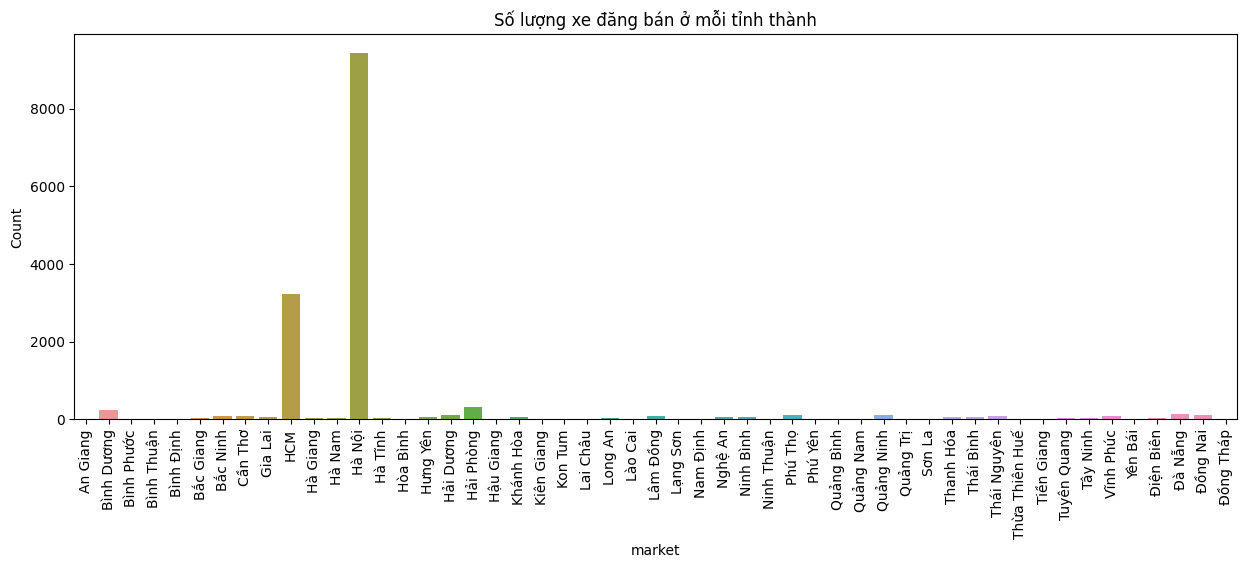 Số lượng xe đăng bán ở mỗi tỉnh thành
Count
8000
6000
4000
2000
0
An Giang
Bình Dương
Bình Phước
Bình Thuận
Bình Định
Bắc Giang
Bắc Ninh
Cần Thơ
Gia Lai
HCM
Hà Giang
Hà Nam
Hà Nội
Hà Tĩnh
Hòa Bình
Hưng Yên
Hải Dương
Hải Phòng
Hậu Giang
Khánh Hòa
Kiên Giang
Kon Tum
Lai Châu
Long An
Lào Cai
Lâm Đồng
Lạng Sơn
Nam Định
Nghệ An
Ninh Bình
Ninh Thuận
Phú Thọ
Phú Yên
Quảng Bình
Quảng Nam
Quảng Ninh
Quảng Trị
Sơn La
Thanh Hóa
Thái Bình
Thái Nguyên
Thừa Thiên Huế
Tiền Giang
Tuyên Quang
Tây Ninh
Vĩnh Phúc
Yên Bái
Điện Biên
Đà Nẵng
Đồng Nai
Đồng Tháp
market